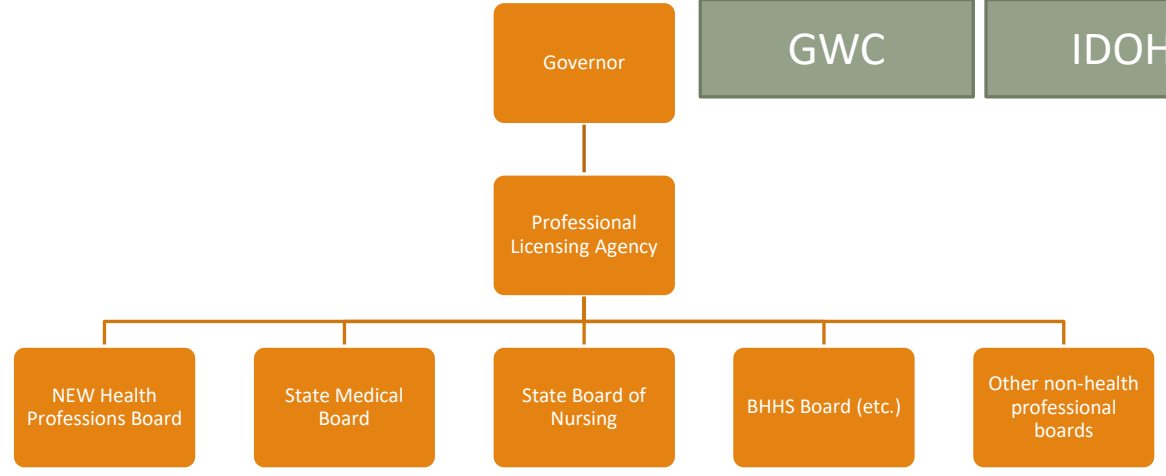 Governor
GWC
IDOH
Professional
Licensing Agency
NEW Health
Professions Board
State Medical
Board
State Board of
Nursing
BHHS Board (etc.)
Other non-health
professional
boards